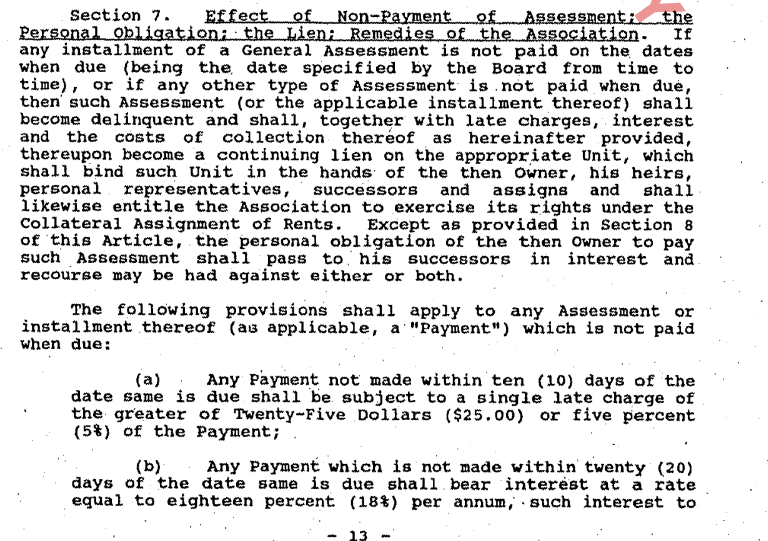 Section 7. Effect of Non-Payment of Assessment; the
Personal Obligation; the Lien; Remedies of the Association. If
any installment of a General Assessment is not paid on the dates
when due (being the date specified by the Board from time to
time), or if any other type of Assessment is not paid when due,
then such Assessment (or the applicable installment thereof) shall
become delinquent and shall, together with late charges, interest
and the costs of collection thereof as hereinafter provided,
thereupon become a continuing lien on the appropriate Unit, which
shall bind such Unit in the hands of the then Owner, his heirs,
personal representatives, successors and assigns and shall
likewise entitle the Association to exercise its rights under the
Collateral Assignment of Rents. Except as provided in Section 8
of this Article, the personal obligation of the then Owner to pay
such Assessment shall pass to his successors in interest and
recourse may be had against either or both.
The following provisions shall apply to any Assessment or
installment thereof (as applicable, a "Payment") which is not paid
when due:
(a) Any Payment not made within ten (10) days of the
date same is due shall be subject to a single late charge of
the greater of Twenty-Five Dollars ($25.00) or five percent
(5%) of the Payment;
(b) Any Payment which is not made within twenty (20)
days of the date same is due shall bear interest at a rate
equal to eighteen percent (18%) per annum, such interest to
- 13 -